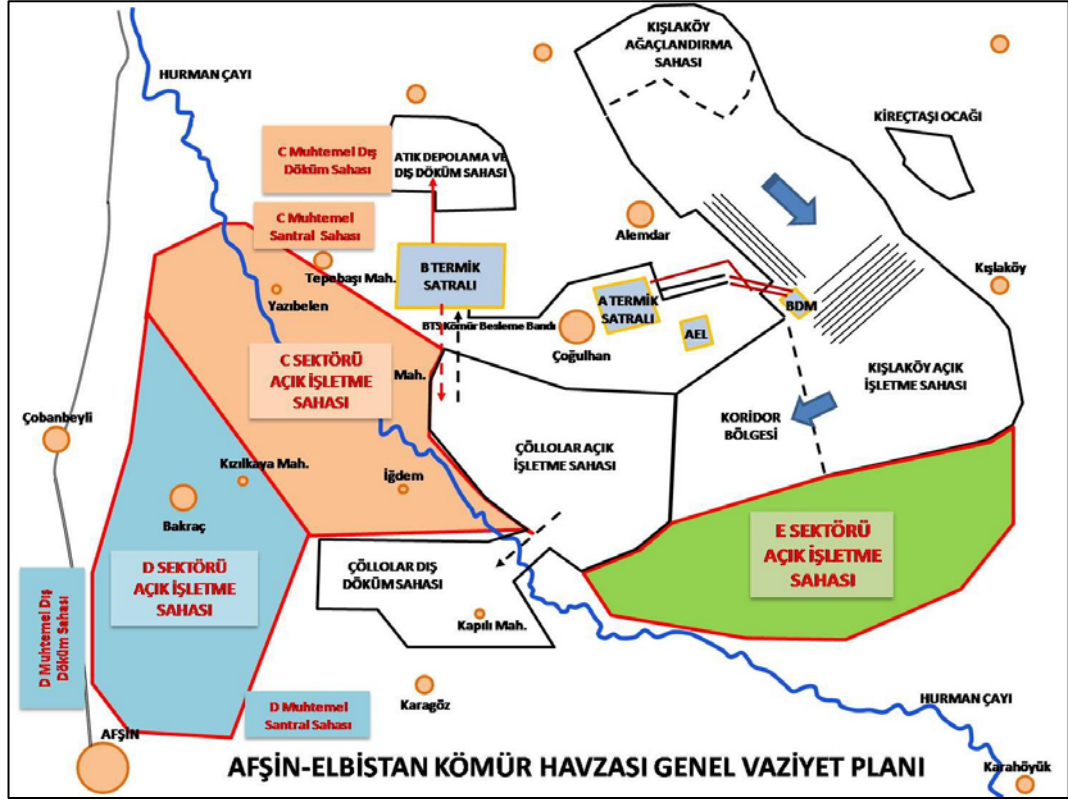 KIŞLAKÖY
AĞAÇLANDIRMA
SAHASI
HURMAN ÇAYI
KİREÇTAŞI OCAĞI
C Muhtemel Dış
Döküm Sahası
ATIK DEPOLAMA VE
DIŞ DÖKÜM SAHASI
C Muhtemel
Santral Sahası
Alemdar
Tepebaşı Mah.
B TERMİK
SATRALI
Kışlaköy
Yazıbelen
A TERMİK
SATRALI
BDM
BTS Kömür Besleme Bandı
AEL
Çoğulhan
C SEKTÖRÜ
AÇIK İŞLETME
SAHASI
Mah.
KIŞLAKÖY AÇIK
İŞLETME SAHASI
Çobanbeyli
KORİDOR
BÖLGESİ
ÇÖLLOLAR AÇIK
İŞLETME SAHASI
Kızılkaya Mah.
İğdem
Bakraç
E SEKTÖRÜ
AÇIK İŞLETME
SAHASI
D SEKTÖRÜ
AÇIK İŞLETME
SAHASI
ÇÖLLOLAR DIŞ
DÖKÜM SAHASI
D Muhtemel Dış
Döküm Sahası
Kapılı Mah.
Karagöz
D Muhtemel
Santral Sahası
HURMAN ÇAYI
AFŞİN
AFŞİN-ELBİSTAN KÖMÜR HAVZASI GENEL VAZİYET PLANI
Karahöyük